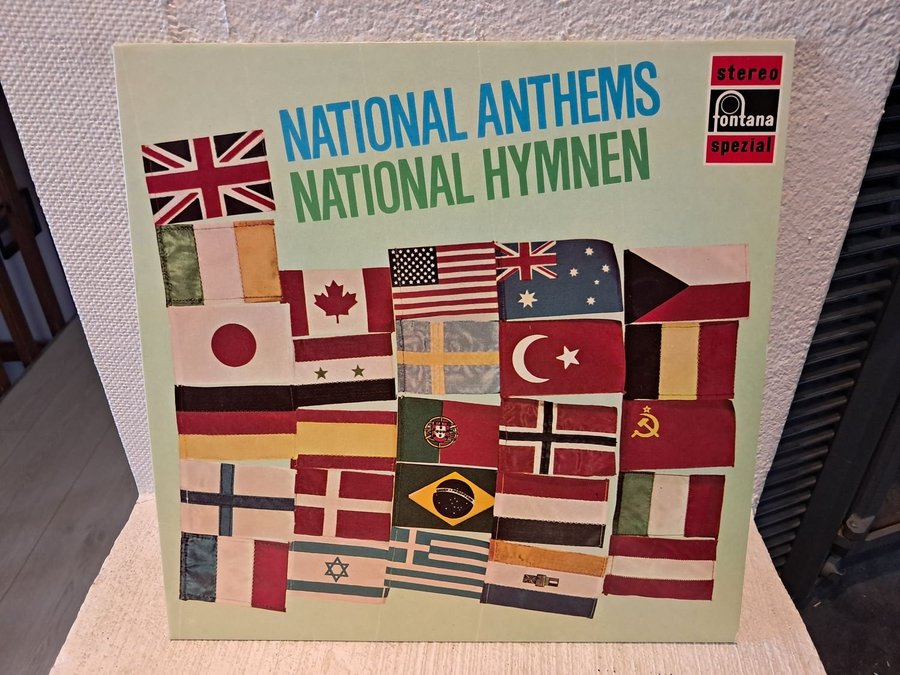 NATIONAL ANTHEMS
NATIONAL HYMNEN
stereo
fontana
spezial